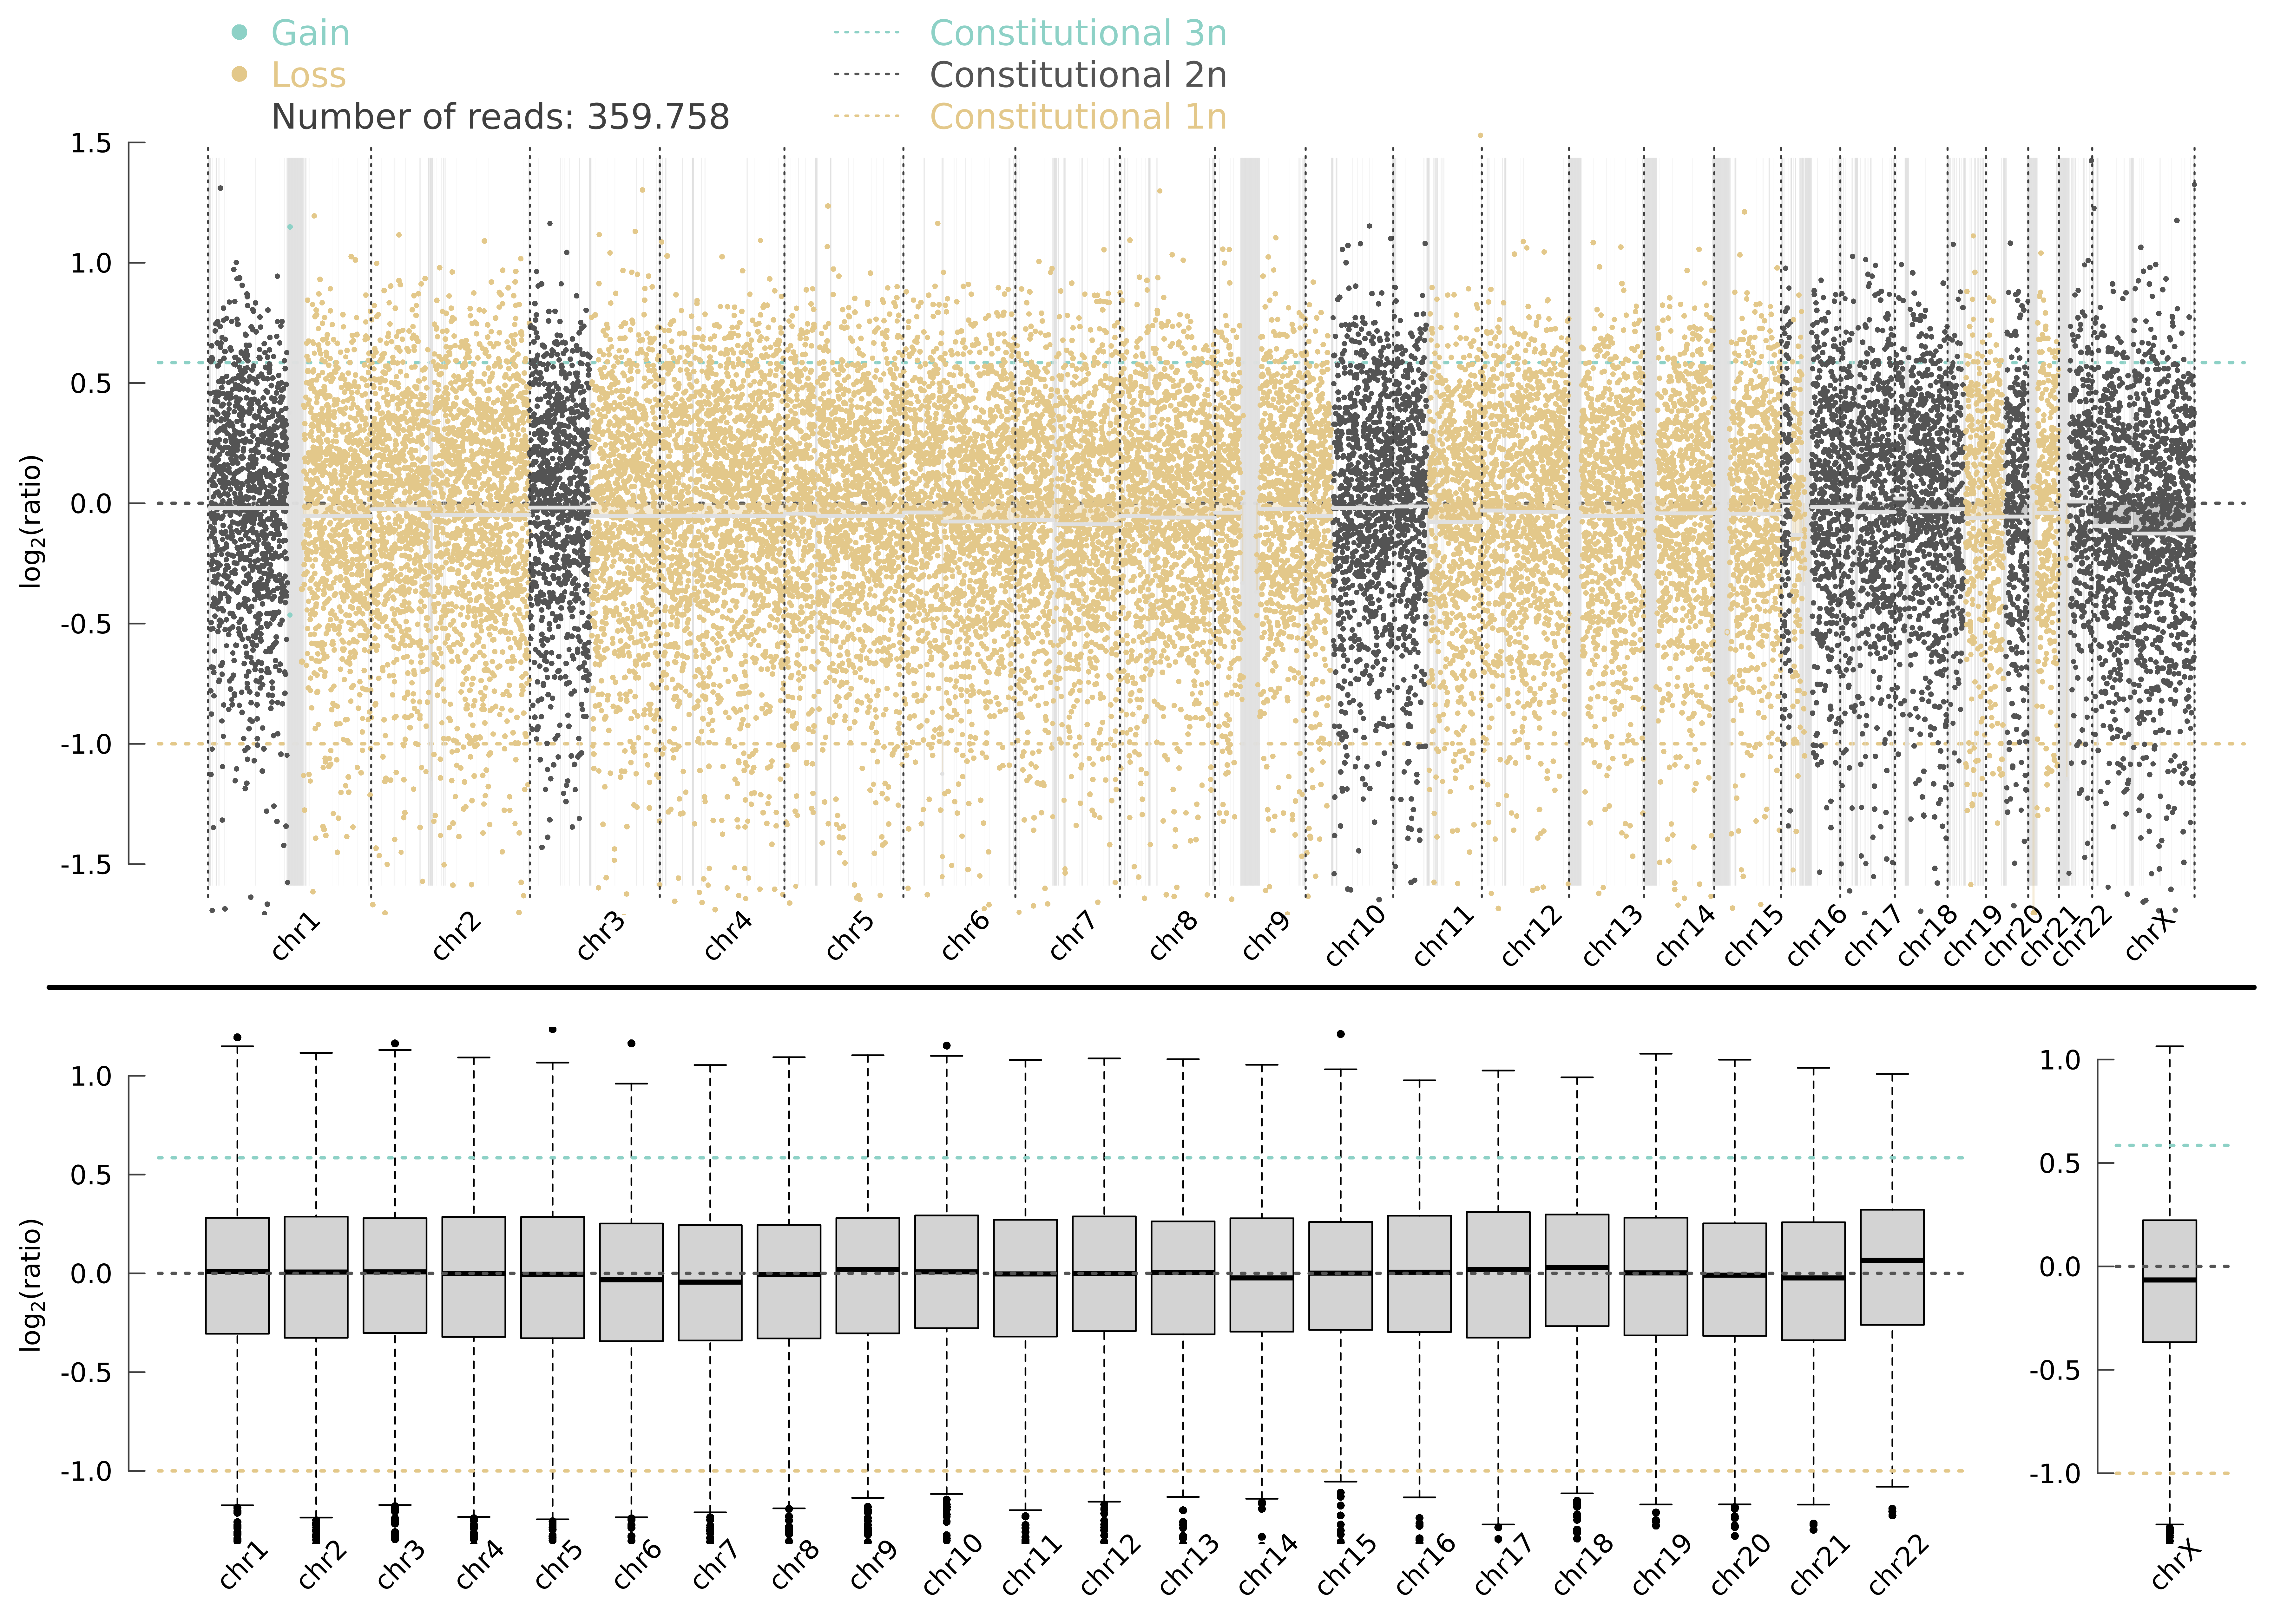 Gain
Constitutional 3n
Loss
Constitutional 2n
Number of reads: 359.758
Constitutional 1n
1.5
1.0
0.5
0.0
-0.5
-1.0
-1.5
log2(ratio)
chr1 chr2 chr3 chr4 chr5 chr6 chr7 chr8 chr9 chr10 chr11 chr12 chr13 chr14 chr15 chr16 chr17 chr18 chr19 chr20 chr21 chr22 chrX
1.0
0.5
0.0
-0.5
-1.0
log2(ratio)
chr1 chr2 chr3 chr4 chr5 chr6 chr7 chr8 chr9 chr10 chr11 chr12 chr13 chr14 chr15 chr16 chr17 chr18 chr19 chr20 chr21 chr22
1.0
0.5
0.0
-0.5
-1.0
chrX